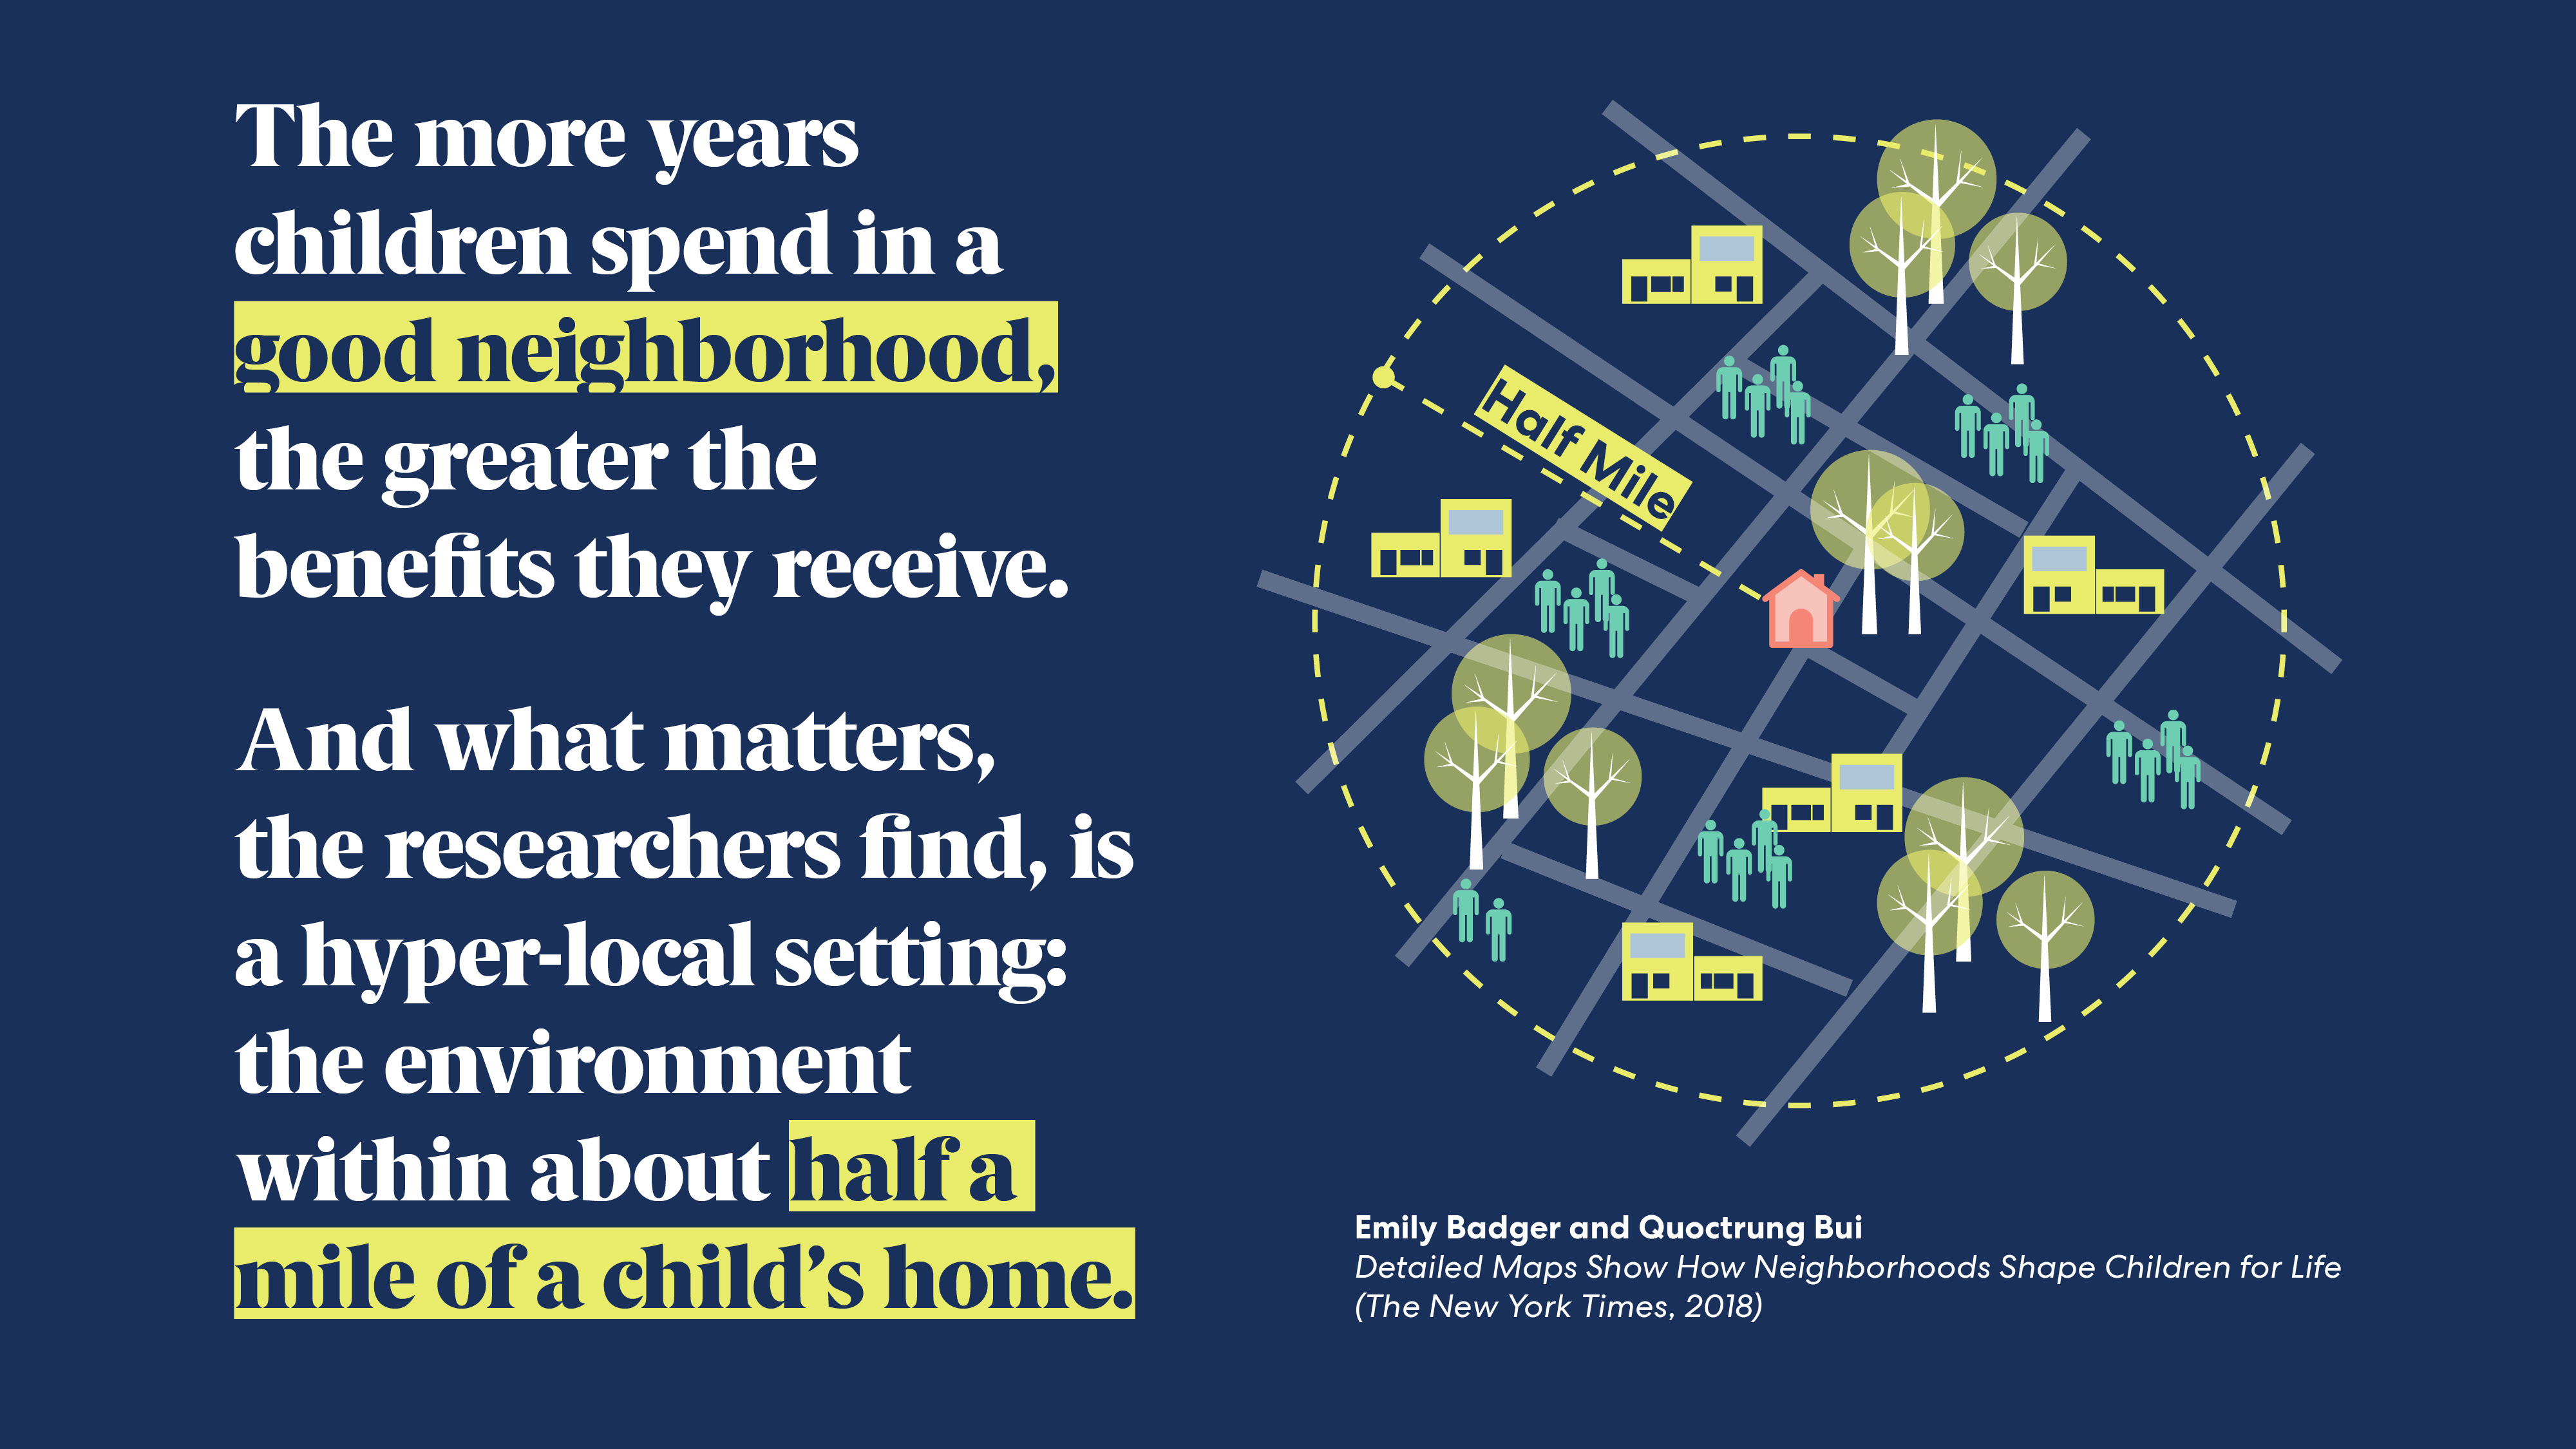 The more years
children spend in a
good neighborhood,
the greater the
benefits they receive.
And what matters,
the researchers find, is
a hyper-local setting:
the environment
within about half a
mile of a child’s home.
Half Mile
Emily Badger and Quoctrung Bui
Detailed Maps Show How Neighborhoods Shape Children for Life
(The New York Times, 2018)